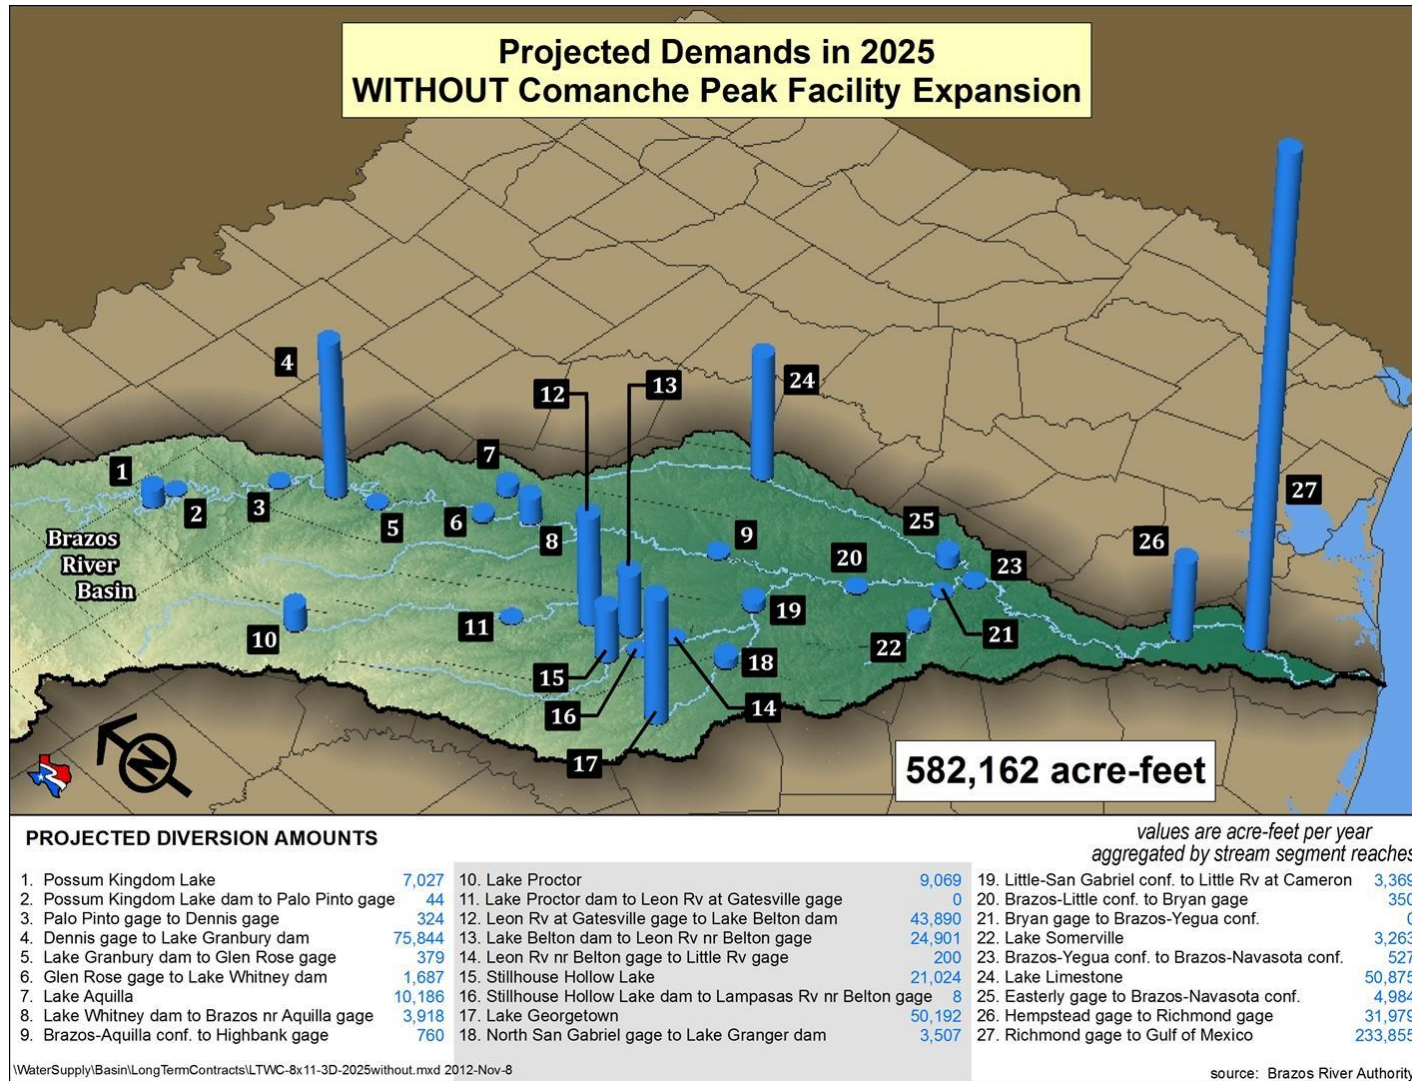 Projected Demands in 2025
WITHOUT Comanche Peak Facility Expansion
4
13
12
24
1
7
27
2
3
5
6
8
9
25
26
20
23
Brazos
River
Basin
10
11
19
21
22
15
18
16
14
17
N
582,162 acre-feet
PROJECTED DIVERSION AMOUNTS
values are acre-feet per year
aggregated by stream segment reaches
1. Possum Kingdom Lake 7,027
2. Possum Kingdom Lake dam to Palo Pinto gage 44
3. Palo Pinto gage to Dennis gage 324
4. Dennis gage to Lake Granbury dam 75,844
5. Lake Granbury dam to Glen Rose gage 379
6. Glen Rose gage to Lake Whitney dam 1,687
7. Lake Aquilla 10,186
8. Lake Whitney dam to Brazos nr Aquilla gage 3,918
9. Brazos-Aquilla conf. to Highbank gage 760
10. Lake Proctor 9,069
11. Lake Proctor dam to Leon Rv at Gatesville gage 0
12. Leon Rv at Gatesville gage to Lake Belton dam 43,890
13. Lake Belton dam to Leon Rv nr Belton gage 24,901
14. Leon Rv nr Belton gage to Little Rv gage 200
15. Stillhouse Hollow Lake 21,024
16. Stillhouse Hollow Lake dam to Lampasas Rv nr Belton gage 8
17. Lake Georgetown 50,192
18. North San Gabriel gage to Lake Granger dam 3,507
19. Little-San Gabriel conf. to Little Rv at Cameron 3,369
20. Brazos-Little conf. to Bryan gage 350
21. Bryan gage to Brazos-Yegua conf. 0
22. Lake Somerville 3,263
23. Brazos-Yegua conf. to Brazos-Navasota conf. 527
24. Lake Limestone 50,875
25. Easterly gage to Brazos-Navasota conf. 4,984
26. Hempstead gage to Richmond gage 31,979
27. Richmond gage to Gulf of Mexico 233,855
\WaterSupply\Basin\LongTermContracts\LTWC-8x11-3D-2025without.mxd 2012-Nov-8
source: Brazos River Authority